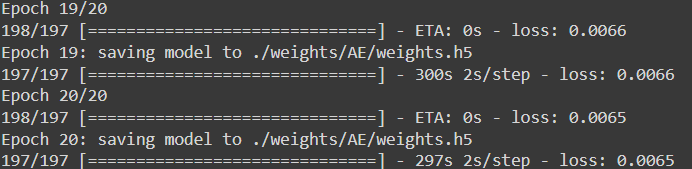 Epoch 19/20
198/197 [==============================] - ETA: 0s - loss: 0.0066
Epoch 19: saving model to ./weights/AE/weights.h5
197/197 [==============================] - 300s 2s/step - loss: 0.0066
Epoch 20/20
198/197 [==============================] - ETA: 0s - loss: 0.0065
Epoch 20: saving model to ./weights/AE/weights.h5
197/197 [==============================] - 297s 2s/step - loss: 0.0065